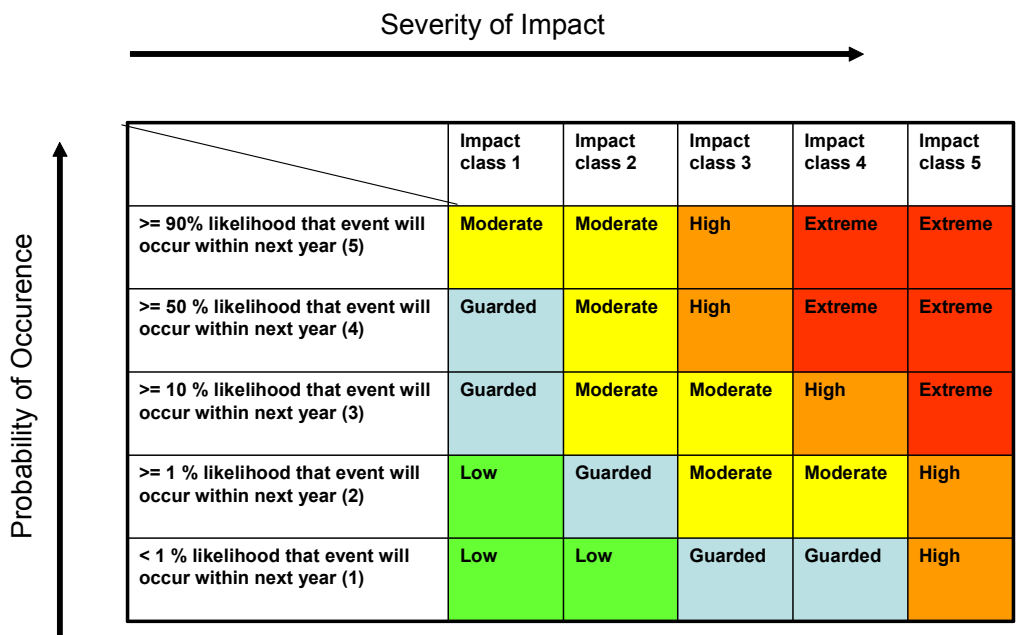 Severity of Impact
Probability of Occurence
Impact class 1
Impact class 2
Impact class 3
Impact class 4
Impact class 5
>= 90% likelihood that event will
occur within next year (5)
Moderate
Moderate
High
Extreme
Extreme
>= 50 % likelihood that event will
occur within next year (4)
Guarded
Moderate
High
Extreme
Extreme
>= 10 % likelihood that event will
occur within next year (3)
Guarded
Moderate
Moderate
High
Extreme
>= 1 % likelihood that event will
occur within next year (2)
Low
Guarded
Moderate
Moderate
High
< 1 % likelihood that event will
occur within next year (1)
Low
Low
Guarded
Guarded
High